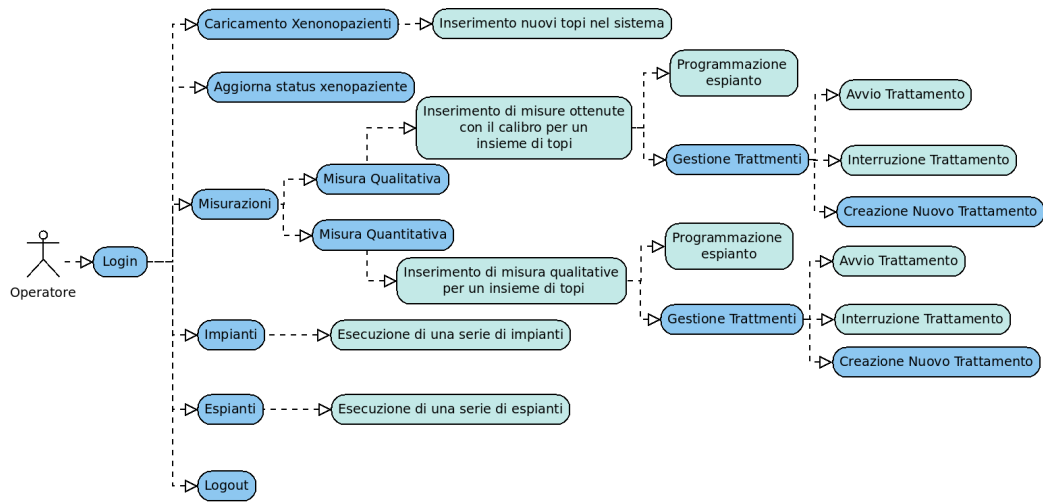 Caricamento Xenonopazienti
Inserimento nuovi topi nel sistema
Aggiorna status xenopaziente
Inserimento di misure ottenute
con il calibro per un
insieme di topi
Programmazione
espianto
Avvio Trattamento
Gestione Trattmenti
Interruzione Trattamento
Creazione Nuovo Trattamento
Misura Qualitativa
Misurazioni
Misura Quantitativa
Inserimento di misura qualitative
per un insieme di topi
Programmazione
espianto
Avvio Trattamento
Gestione Trattmenti
Interruzione Trattamento
Creazione Nuovo Trattamento
Login
Operatore
Impianti
Esecuzione di una serie di impianti
Espianti
Esecuzione di una serie di espianti
Logout